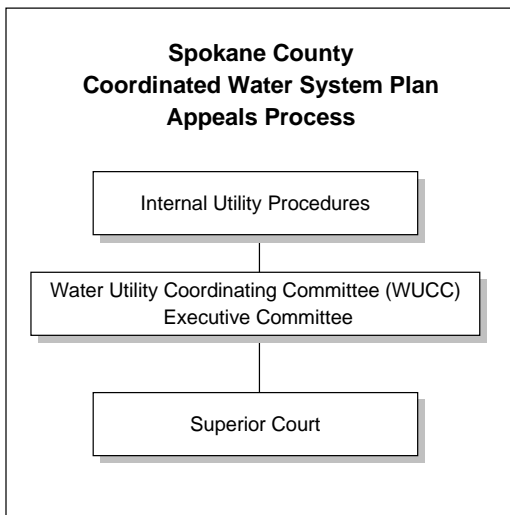 Spokane County
Coordinated Water System Plan
Appeals Process
Internal Utility Procedures
Water Utility Coordinating Committee (WUCC)
Executive Committee
Superior Court